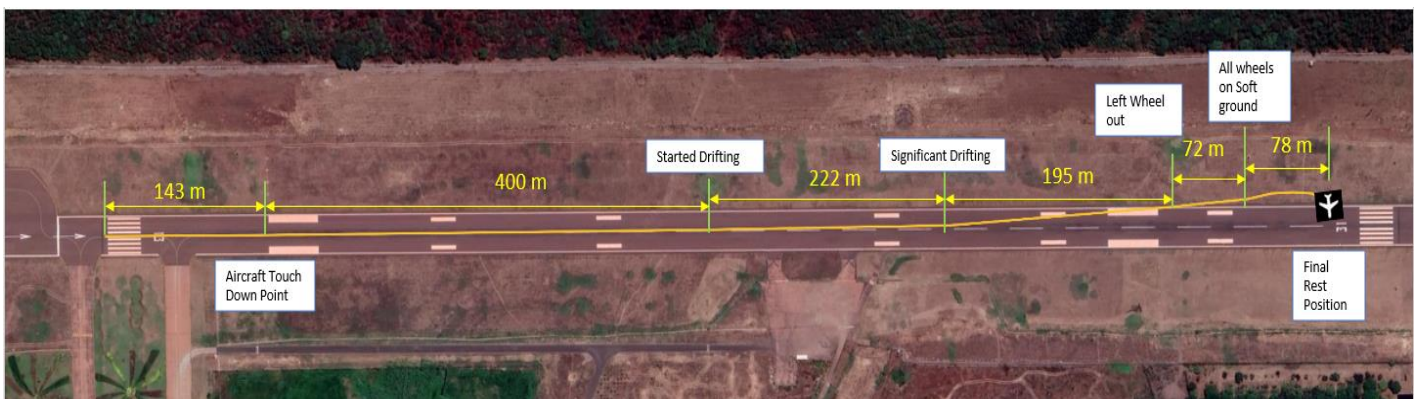 All wheels
on Soft
ground
Left Wheel
out
72 m
78 m
Started Drifting
Significant Drifting
143 m
400 m
222 m
195 m
Aircraft Touch
Down Point
Final
Rest
Position